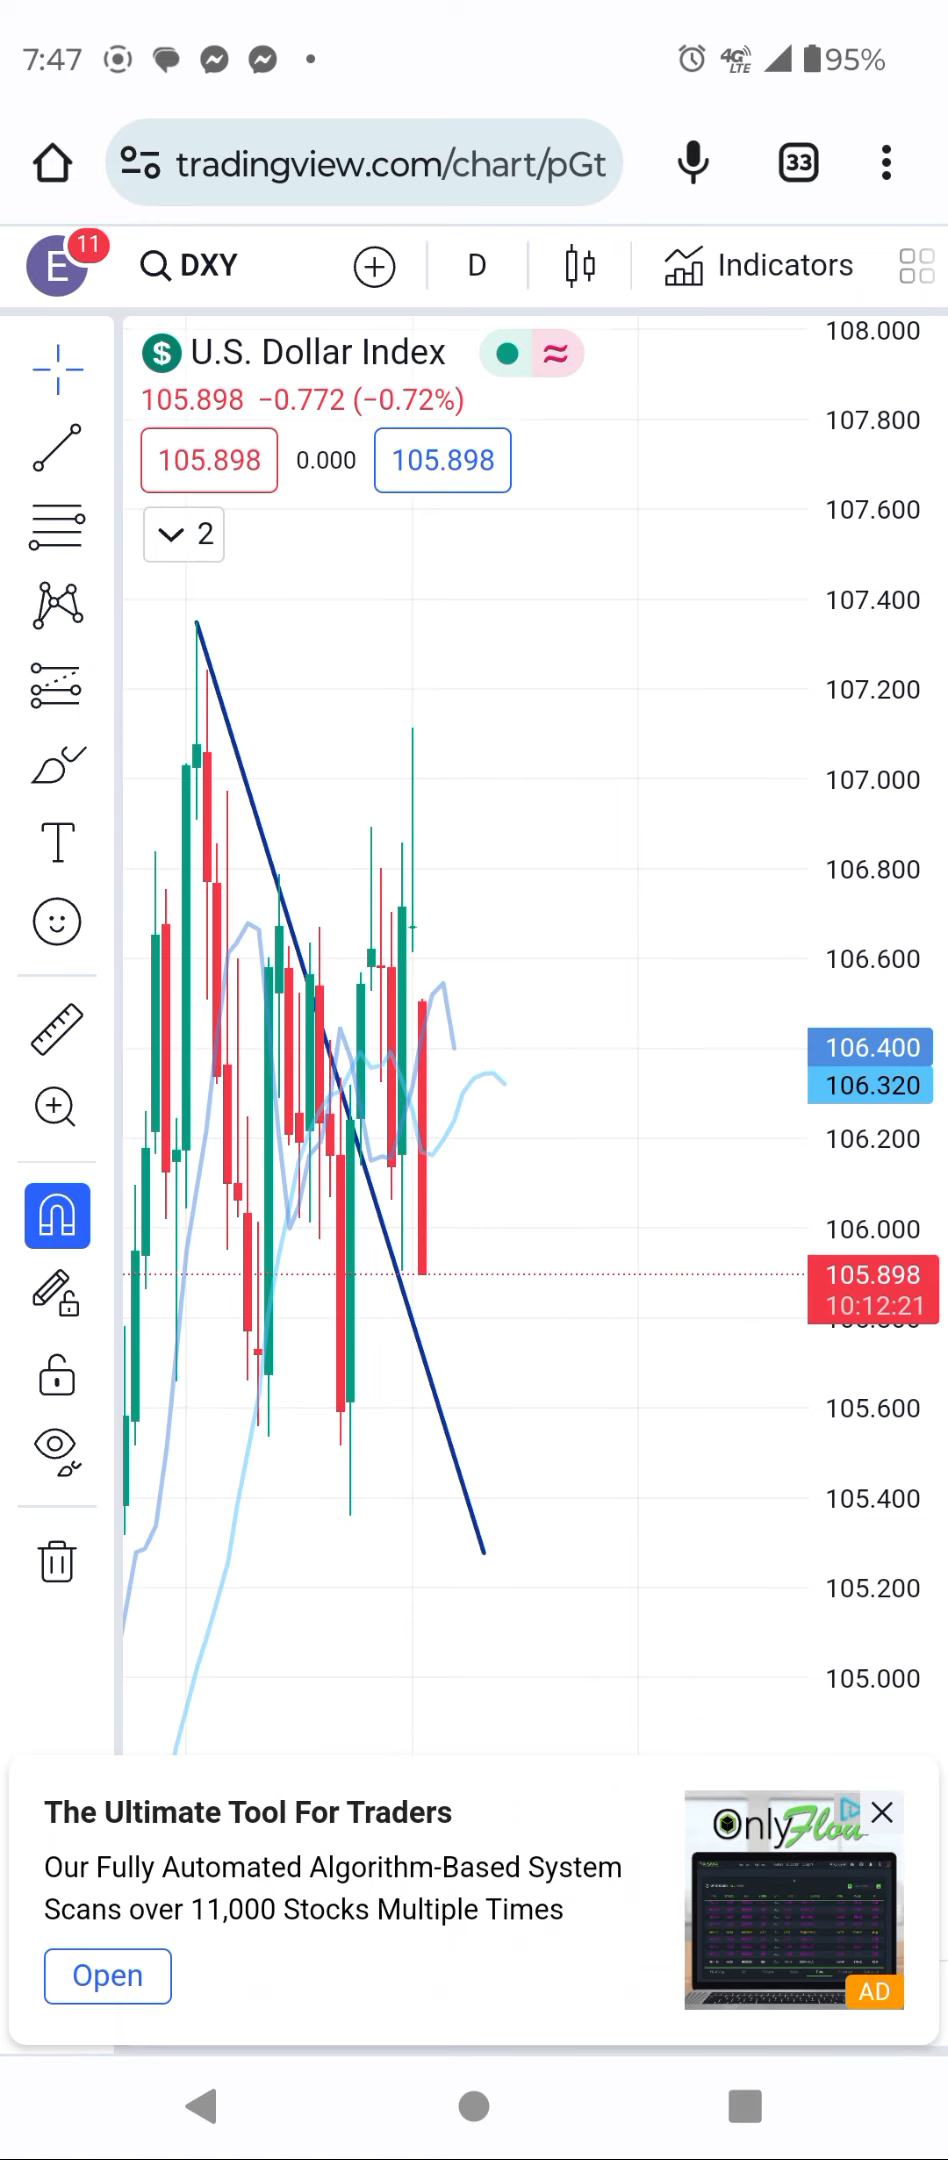 7:47
4G LTE
95%
tradingview.com/chart/pGt
33
E
11
DXY
D
Indicators
$
U.S. Dollar Index
105.898 −0.772 (−0.72%)
105.898
0.000
105.898
2
T
108.000
107.800
107.600
107.400
107.200
107.000
106.800
106.600
106.400
106.320
106.200
106.000
105.898
10:12:21
105.600
105.400
105.200
105.000
The Ultimate Tool For Traders
Our Fully Automated Algorithm-Based System
Scans over 11,000 Stocks Multiple Times
Open
OnlyFlow
AD